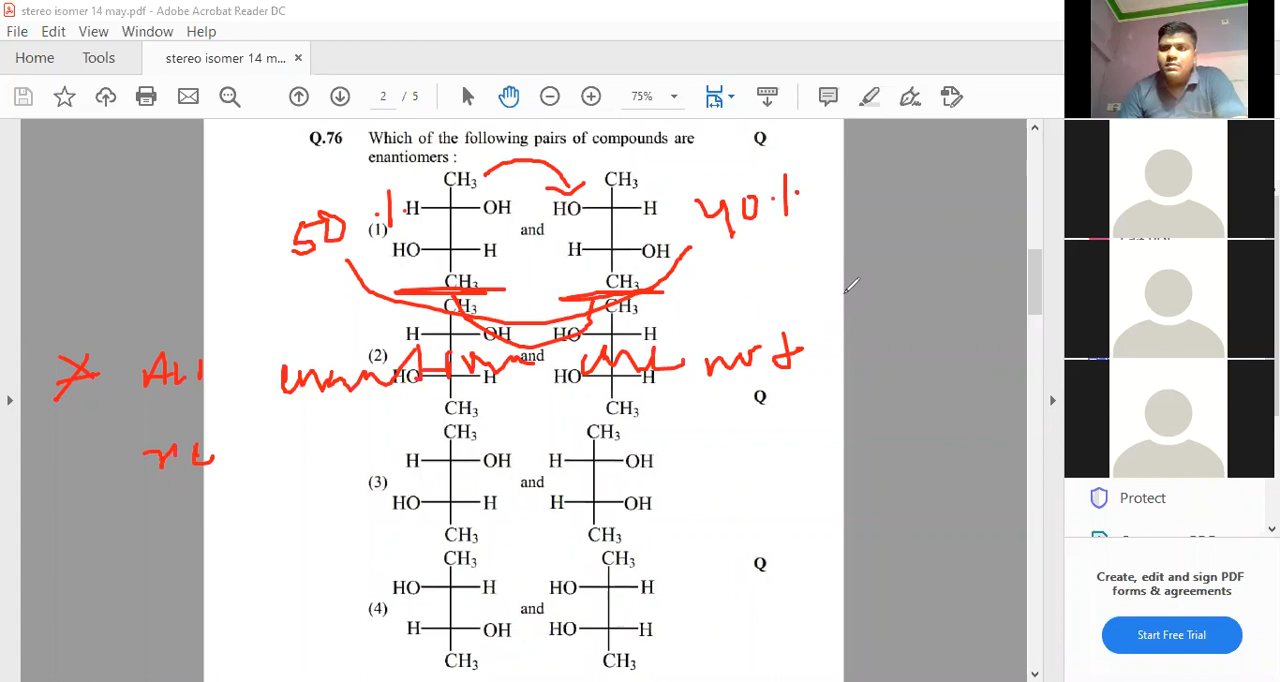 stereo isomer 14 may.pdf - Adobe Acrobat Reader DC
File Edit View Window Help
Home Tools stereo isomer 14 m... ×
2 / 5 75%
Q.76 Which of the following pairs of compounds are Q
enantiomers :
CH3 CH3
50 % H OH HO H 40 %
(1) and
HO H H OH
CH3 CH3
CH3 CH3
H OH HO H
(2) and
HO H HO H
CH3 CH3
Q
CH3 CH3
H OH H OH
(3) and
HO H H OH
CH3 CH3
CH3 CH3
Q
HO H HO H
(4) and
H OH HO H
CH3 CH3
Protect
Create, edit and sign PDF
forms & agreements
Start Free Trial